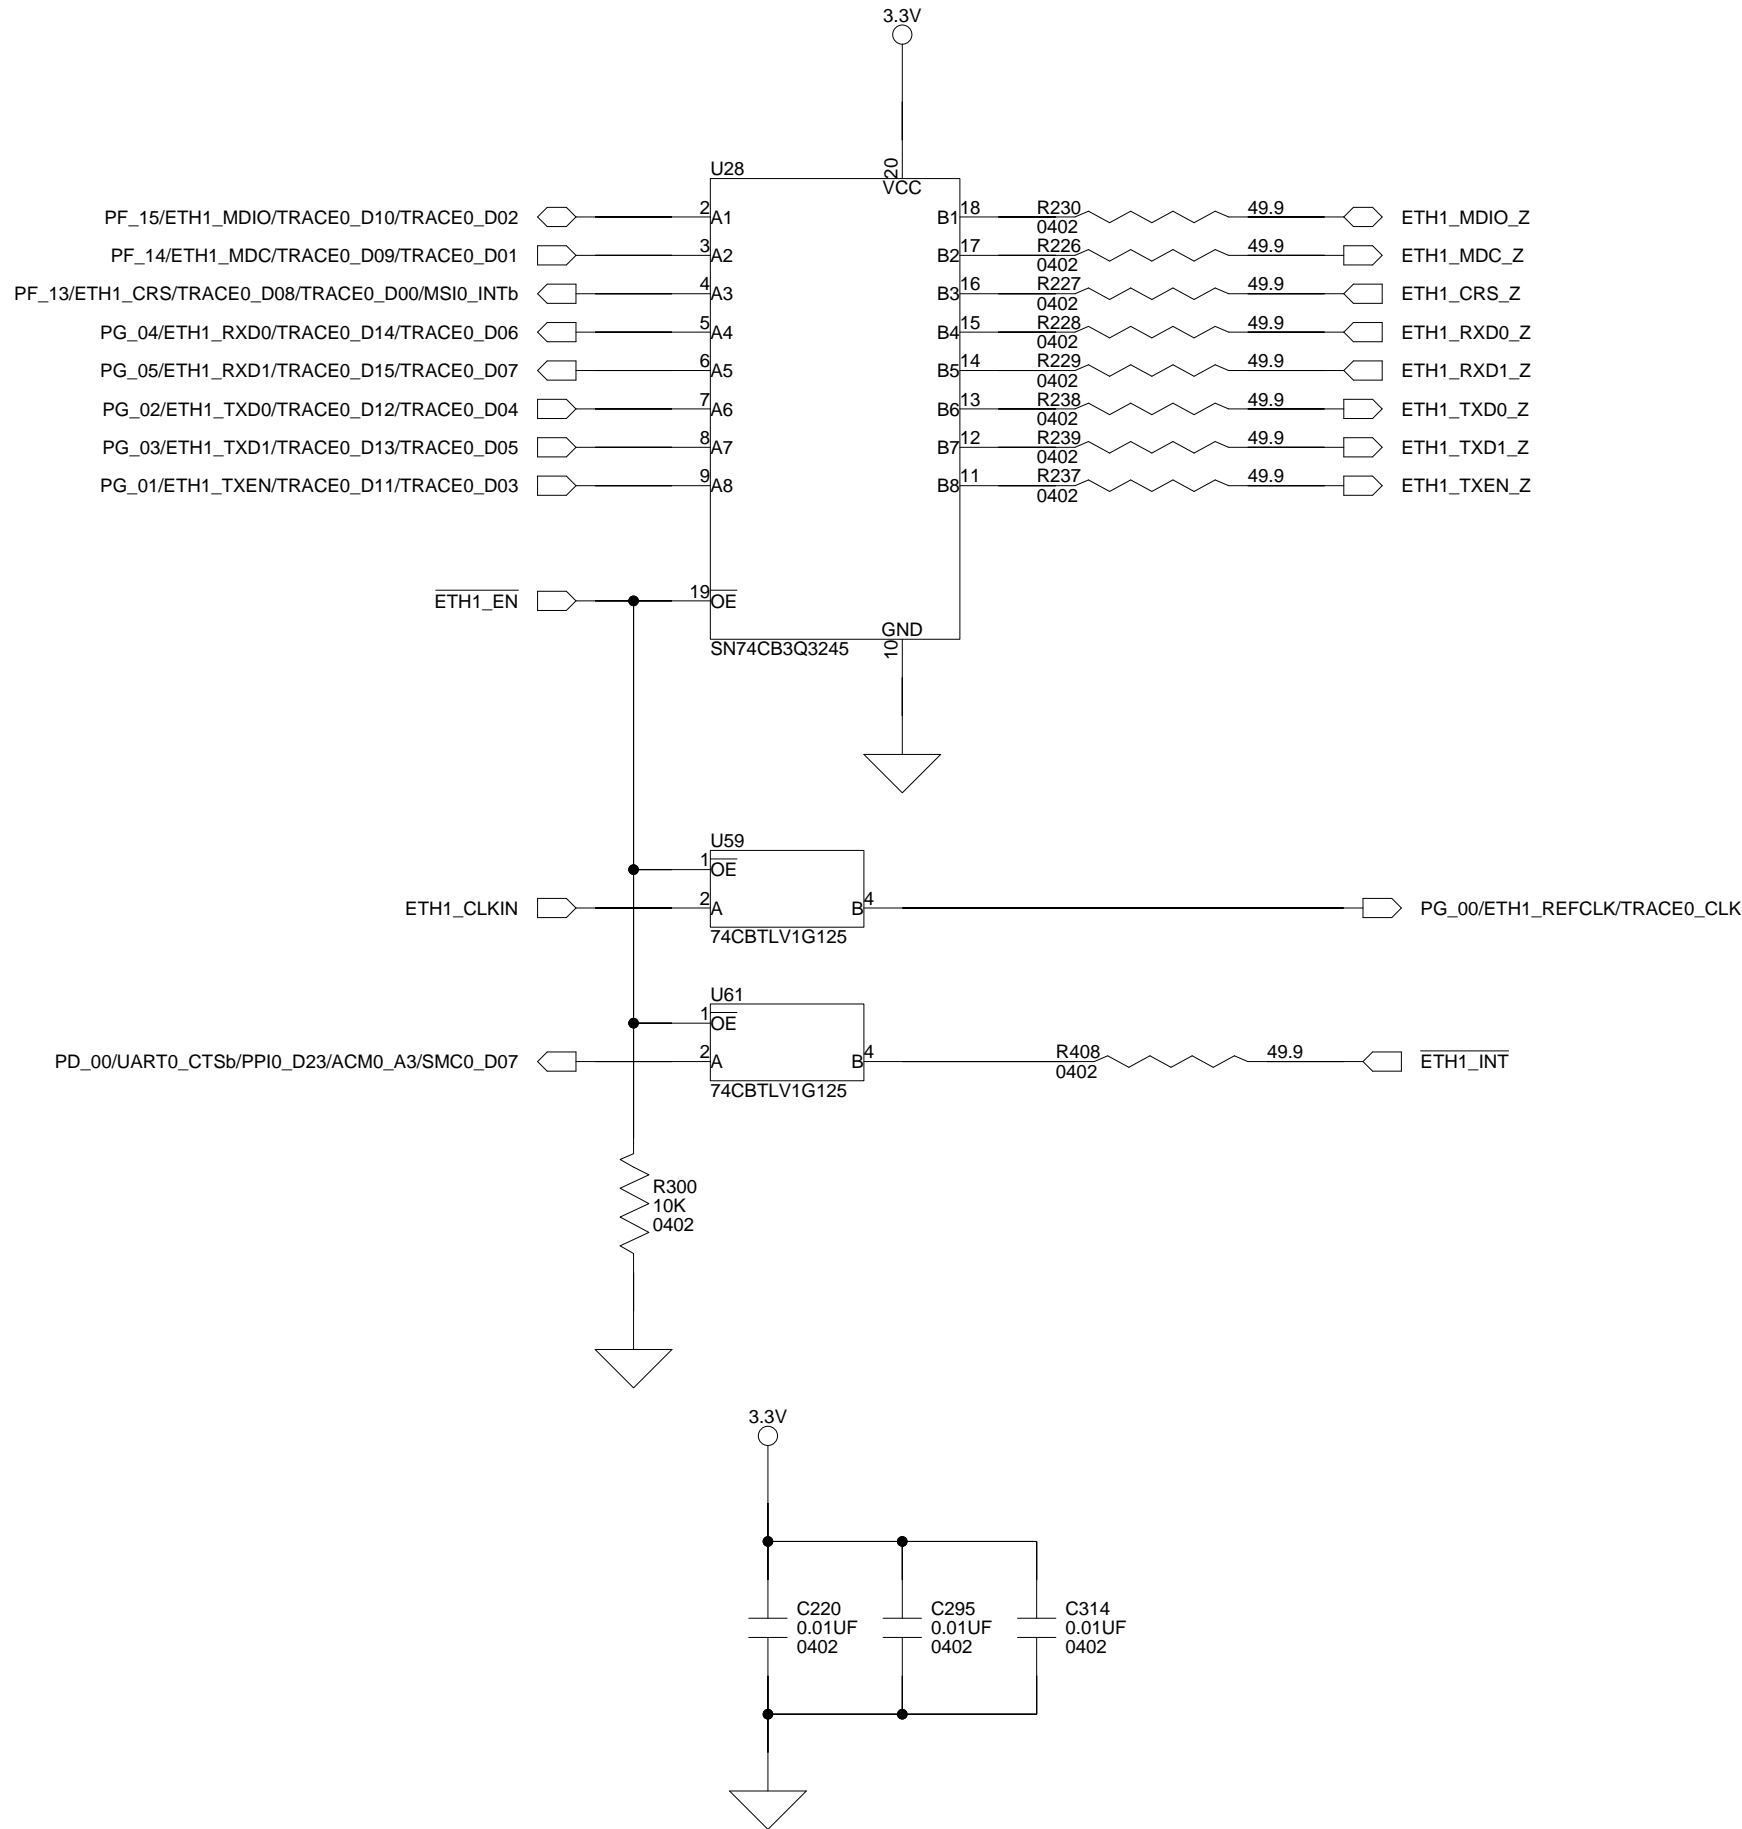 3.3V
U28
20
VCC
PF_15/ETH1_MDIO/TRACE0_D10/TRACE0_D02 2 A1 B1 18 R230 0402 49.9 ETH1_MDIO_Z
PF_14/ETH1_MDC/TRACE0_D09/TRACE0_D01 3 A2 B2 17 R226 0402 49.9 ETH1_MDC_Z
PF_13/ETH1_CRS/TRACE0_D08/TRACE0_D00/MSI0_INTb 4 A3 B3 16 R227 0402 49.9 ETH1_CRS_Z
PG_04/ETH1_RXD0/TRACE0_D14/TRACE0_D06 5 A4 B4 15 R228 0402 49.9 ETH1_RXD0_Z
PG_05/ETH1_RXD1/TRACE0_D15/TRACE0_D07 6 A5 B5 14 R229 0402 49.9 ETH1_RXD1_Z
PG_02/ETH1_TXD0/TRACE0_D12/TRACE0_D04 7 A6 B6 13 R238 0402 49.9 ETH1_TXD0_Z
PG_03/ETH1_TXD1/TRACE0_D13/TRACE0_D05 8 A7 B7 12 R239 0402 49.9 ETH1_TXD1_Z
PG_01/ETH1_TXEN/TRACE0_D11/TRACE0_D03 9 A8 B8 11 R237 0402 49.9 ETH1_TXEN_Z
ETH1_EN 19 OE
GND
10
SN74CB3Q3245
U59
1 OE
ETH1_CLKIN 2 A B 4 PG_00/ETH1_REFCLK/TRACE0_CLK
74CBTLV1G125
U61
1 OE
PD_00/UART0_CTSb/PPI0_D23/ACM0_A3/SMC0_D07 2 A B 4 R408 0402 49.9 ETH1_INT
74CBTLV1G125
R300
10K
0402
3.3V
C220 C295 C314
0.01UF 0.01UF 0.01UF
0402 0402 0402